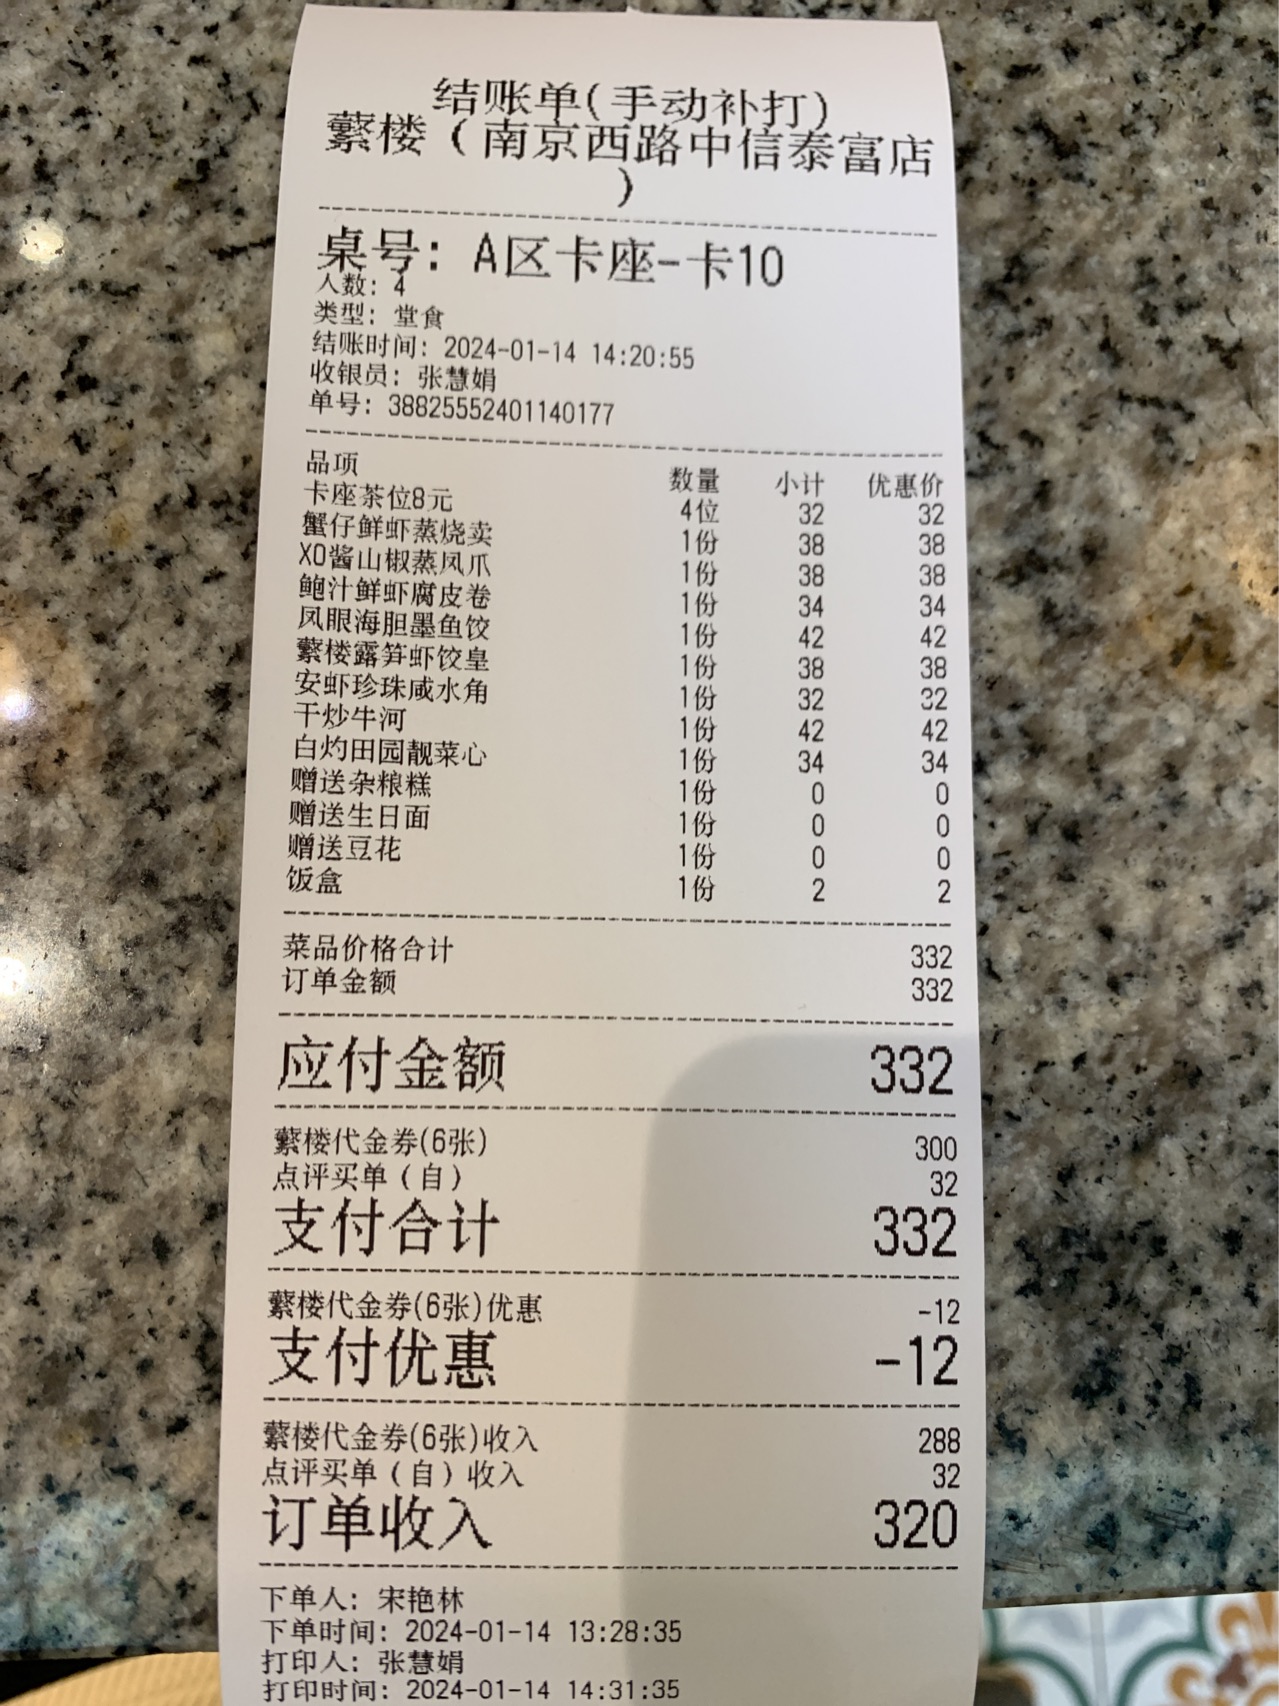 结账单(手动补打)
蘩楼（南京西路中信泰富店
）
桌号: A区卡座-卡10
人数: 4
类型: 堂食
结账时间: 2024-01-14 14:20:55
收银员: 张慧娟
单号: 38825552401140177
品项 数量 小计 优惠价
卡座茶位8元 4位 32 32
蟹仔鲜虾蒸烧卖 1份 38 38
XO酱山椒蒸凤爪 1份 38 38
鲍汁鲜虾腐皮卷 1份 34 34
凤眼海胆墨鱼饺 1份 42 42
蘩楼露笋虾饺皇 1份 38 38
安虾珍珠咸水角 1份 32 32
干炒牛河 1份 42 42
白灼田园靓菜心 1份 34 34
赠送杂粮糕 1份 0 0
赠送生日面 1份 0 0
赠送豆花 1份 0 0
饭盒 1份 2 2
菜品价格合计 332
订单金额 332
应付金额 332
蘩楼代金券(6张) 300
点评买单（自） 32
支付合计 332
蘩楼代金券(6张)优惠 -12
支付优惠 -12
蘩楼代金券(6张)收入 288
点评买单（自）收入 32
订单收入 320
下单人: 宋艳林
下单时间: 2024-01-14 13:28:35
打印人: 张慧娟
打印时间: 2024-01-14 14:31:35